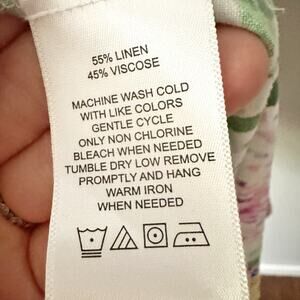 55% LINEN
45% VISCOSE
MACHINE WASH COLD
WITH LIKE COLORS
GENTLE CYCLE
ONLY NON CHLORINE
BLEACH WHEN NEEDED
TUMBLE DRY LOW REMOVE
PROMPTLY AND HANG
WARM IRON
WHEN NEEDED